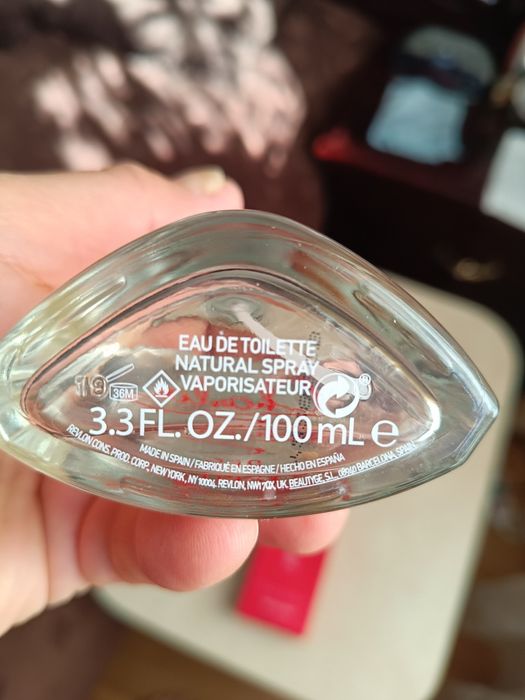 EAU DE TOILETTE
NATURAL SPRAY
VAPORISATEUR
19 36M
3.3 FL. OZ./100 mL e
MADE IN SPAIN / FABRIQUÉ EN ESPAGNE / HECHO EN ESPAÑA
REVLON CONS. PROD. CORP., NEW YORK, NY 10004. REVLON, NW1 7QX, UK. BEAUTYGE, S.L. 08940 BARCELONA, SPAIN